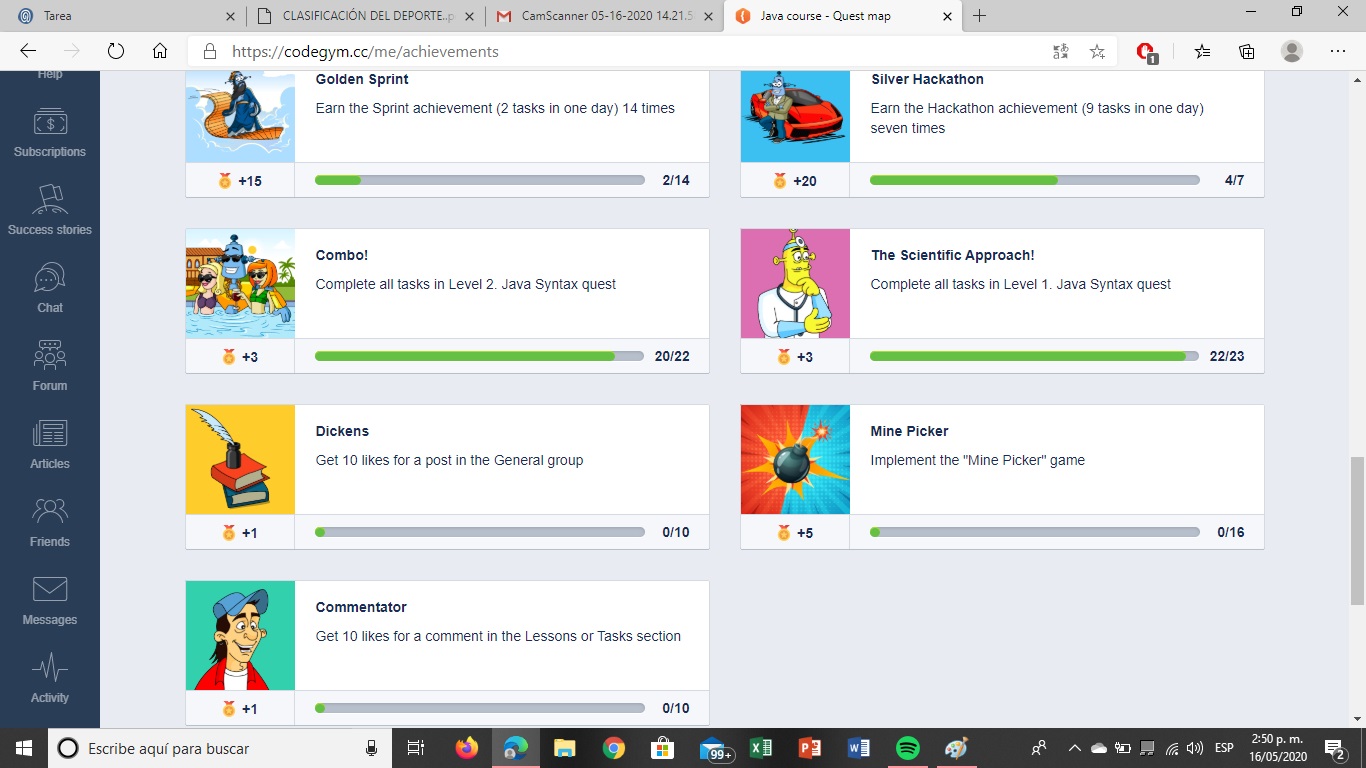 Tarea
CLASIFICACIÓN DEL DEPORTE..p
CamScanner 05-16-2020 14.21.5
Java course - Quest map
https://codegym.cc/me/achievements
1
Help
Subscriptions
Success stories
Chat
Forum
Articles
Friends
Messages
Activity
Golden Sprint
Earn the Sprint achievement (2 tasks in one day) 14 times
+15
2/14
Silver Hackathon
Earn the Hackathon achievement (9 tasks in one day)
seven times
+20
4/7
Combo!
Complete all tasks in Level 2. Java Syntax quest
+3
20/22
The Scientific Approach!
Complete all tasks in Level 1. Java Syntax quest
+3
22/23
Dickens
Get 10 likes for a post in the General group
+1
0/10
Mine Picker
Implement the "Mine Picker" game
+5
0/16
Commentator
Get 10 likes for a comment in the Lessons or Tasks section
+1
0/10
Escribe aquí para buscar
99+
ESP
2:50 p. m.
16/05/2020
2